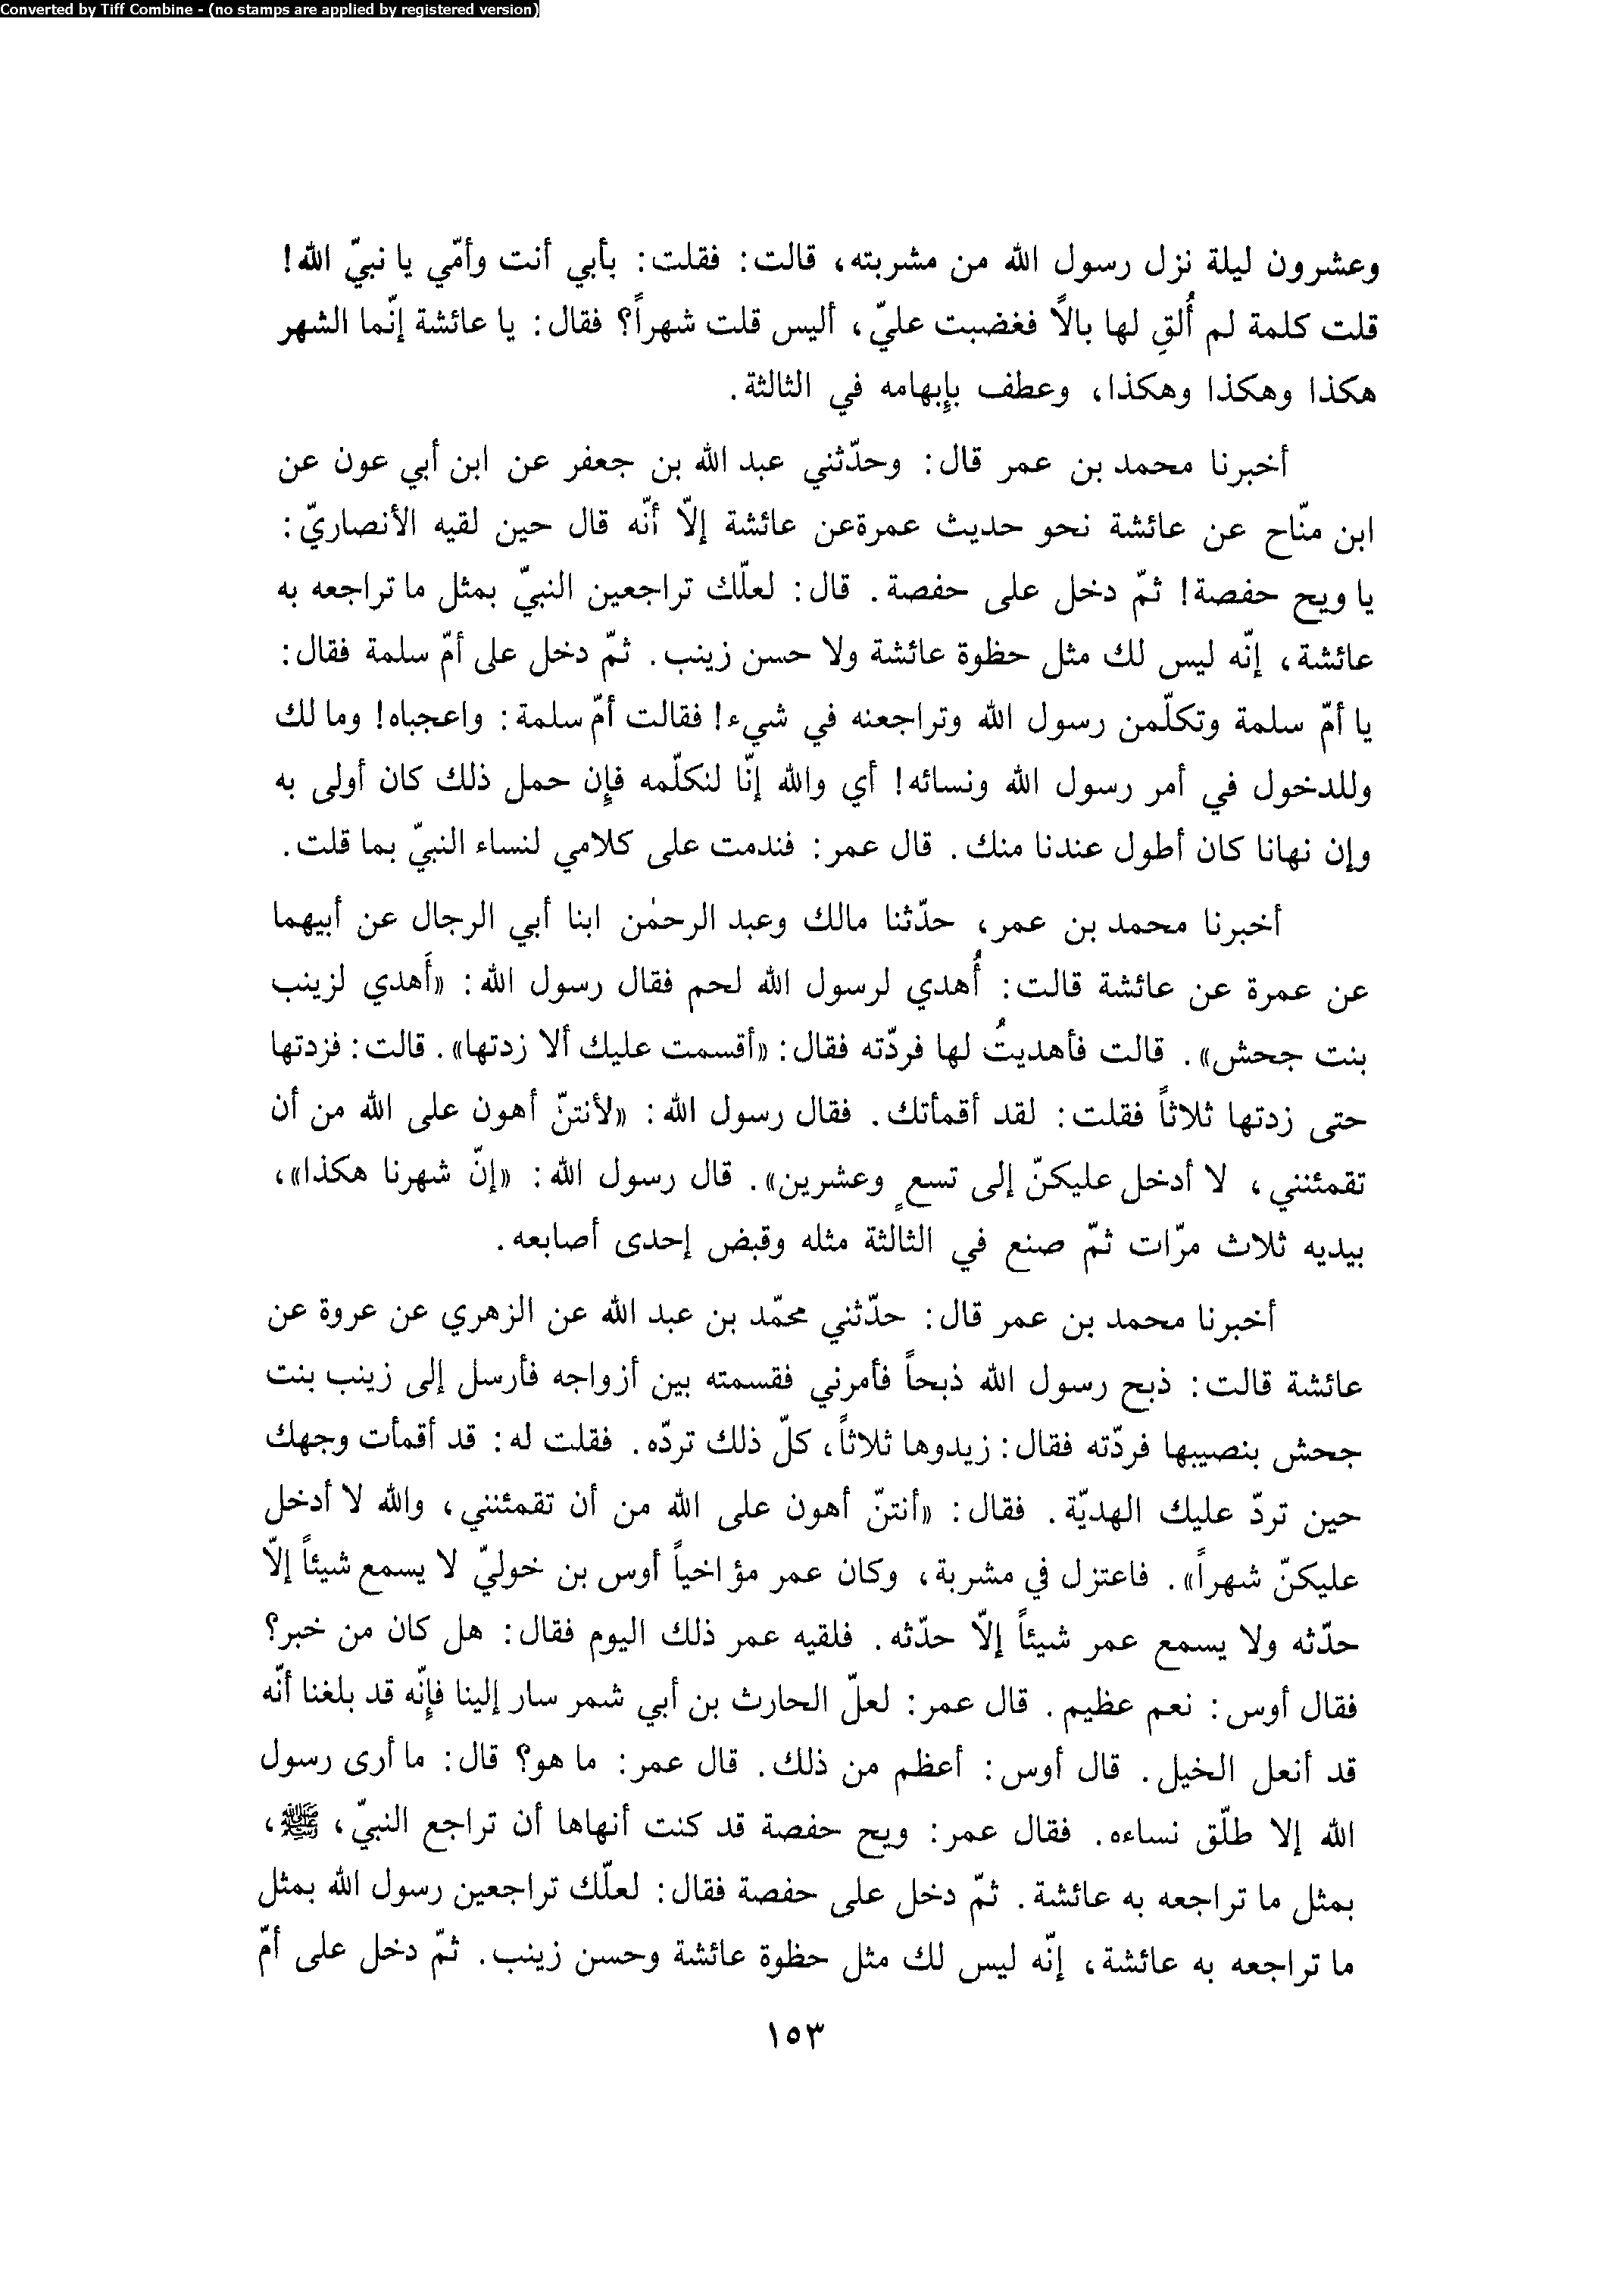 Converted by Tiff Combine - (no stamps are applied by registered version)
وعشرون ليلة نزل رسول الله من مشربته، قالت: فقلت: بأبي أنت وأمّي يا نبيّ الله!
قلت كلمة لم أُلقِ لها بالاً فغضبت عليّ، أليس قلت شهراً؟ فقال: يا عائشة إنّما الشهر
هكذا وهكذا وهكذا، وعطف بإبهامه في الثالثة.
أخبرنا محمد بن عمر قال: وحدّثني عبد الله بن جعفر عن ابن أبي عون عن
ابن منّاح عن عائشة نحو حديث عمرةعن عائشة إلاّ أنّه قال حين لقيه الأنصاريّ:
يا ويح حفصة! ثمّ دخل على حفصة. قال: لعلّك تراجعين النبيّ بمثل ما تراجعه به
عائشة، إنّه ليس لك مثل حظوة عائشة ولا حسن زينب. ثمّ دخل على أمّ سلمة فقال:
يا أمّ سلمة وتكلّمن رسول الله وتراجعنه في شيء! فقالت أمّ سلمة: واعجباه! وما لك
وللدخول في أمر رسول الله ونسائه! أي والله إنّا لنكلّمه فإن حمل ذلك كان أولى به
وإن نهانا كان أطول عندنا منك. قال عمر: فندمت على كلامي لنساء النبيّ بما قلت.
أخبرنا محمد بن عمر، حدّثنا مالك وعبد الرحمٰن ابنا أبي الرجال عن أبيهما
عن عمرة عن عائشة قالت: أُهدي لرسول الله لحم فقال رسول الله: «أَهدي لزينب
بنت جحش». قالت فأهديتُ لها فردّته فقال: «أقسمت عليك ألا زدتها». قالت: فزدتها
حتى زدتها ثلاثاً فقلت: لقد أقمأتك. فقال رسول الله: «لأنتنّ أهون على الله من أن
تقمئنني، لا أدخل عليكنّ إلى تسعٍ وعشرين». قال رسول الله: «إنّ شهرنا هكذا»،
بيديه ثلاث مرّات ثمّ صنع في الثالثة مثله وقبض إحدى أصابعه.
أخبرنا محمد بن عمر قال: حدّثني محمّد بن عبد الله عن الزهري عن عروة عن
عائشة قالت: ذبح رسول الله ذبحاً فأمرني فقسمته بين أزواجه فأرسل إلى زينب بنت
جحش بنصيبها فردّته فقال: زيدوها ثلاثاً، كلّ ذلك تردّه. فقلت له: قد أقمأت وجهك
حين تردّ عليك الهديّة. فقال: «أنتنّ أهون على الله من أن تقمئنني، والله لا أدخل
عليكنّ شهراً». فاعتزل في مشربة، وكان عمر مؤاخياً أوس بن خوليّ لا يسمع شيئاً إلاّ
حدّثه ولا يسمع عمر شيئاً إلاّ حدّثه. فلقيه عمر ذلك اليوم فقال: هل كان من خبر؟
فقال أوس: نعم عظيم. قال عمر: لعلّ الحارث بن أبي شمر سار إلينا فإنّه قد بلغنا أنّه
قد أنعل الخيل. قال أوس: أعظم من ذلك. قال عمر: ما هو؟ قال: ما أرى رسول
الله إلا طلّق نساءه. فقال عمر: ويح حفصة قد كنت أنهاها أن تراجع النبيّ، ﷺ،
بمثل ما تراجعه به عائشة. ثمّ دخل على حفصة فقال: لعلّك تراجعين رسول الله بمثل
ما تراجعه به عائشة، إنّه ليس لك مثل حظوة عائشة وحسن زينب. ثمّ دخل على أمّ
١٥٣